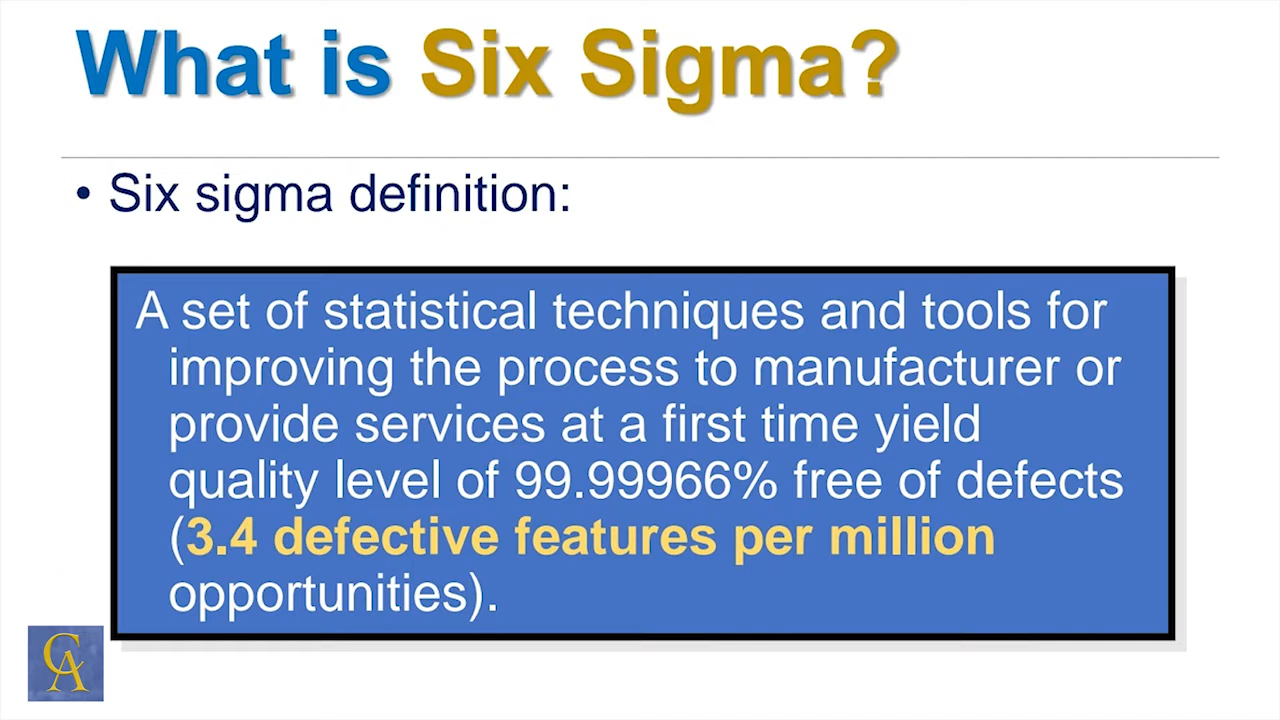 What is Six Sigma?
• Six sigma definition:
A set of statistical techniques and tools for
improving the process to manufacturer or
provide services at a first time yield
quality level of 99.99966% free of defects
(3.4 defective features per million
opportunities).
CA